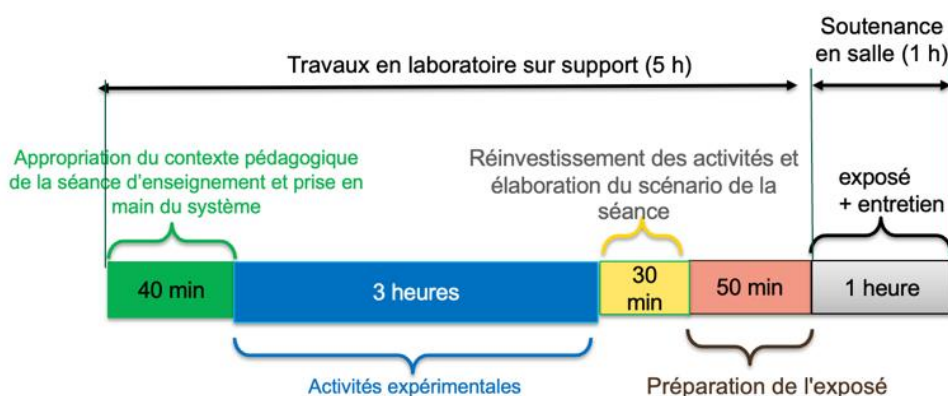 Soutenance
en salle (1 h)
Travaux en laboratoire sur support (5 h)
Appropriation du contexte pédagogique
de la séance d'enseignement et prise en
main du système
Réinvestissement des activités et
élaboration du scénario de la
séance
exposé
+ entretien
40 min
3 heures
30
min
50 min
1 heure
Activités expérimentales
Préparation de l'exposé